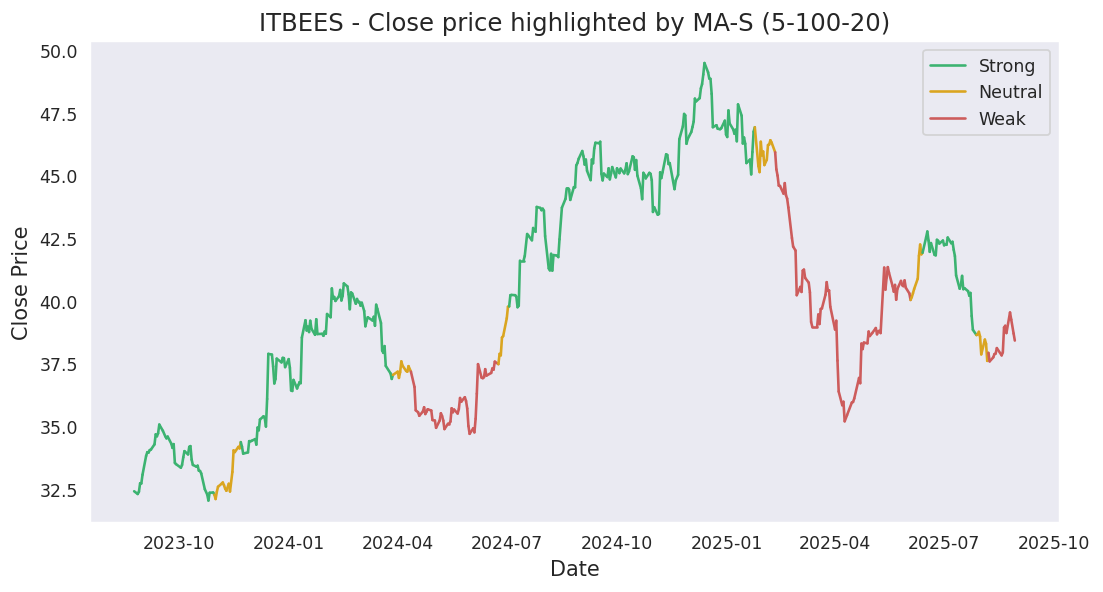 ITBEES - Close price highlighted by MA-S (5-100-20)
Strong
Neutral
Weak
Close Price
50.0
47.5
45.0
42.5
40.0
37.5
35.0
32.5
2023-10
2024-01
2024-04
2024-07
2024-10
2025-01
2025-04
2025-07
2025-10
Date